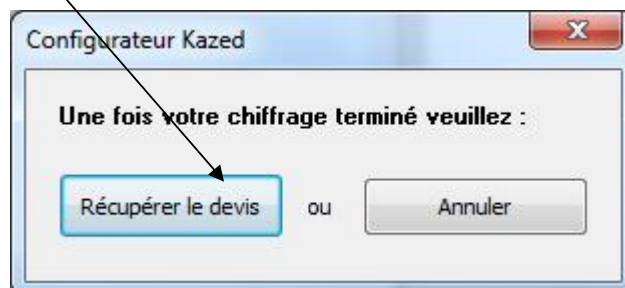 Configurateur Kazed
Une fois votre chiffrage terminé veuillez :
Récupérer le devis ou Annuler